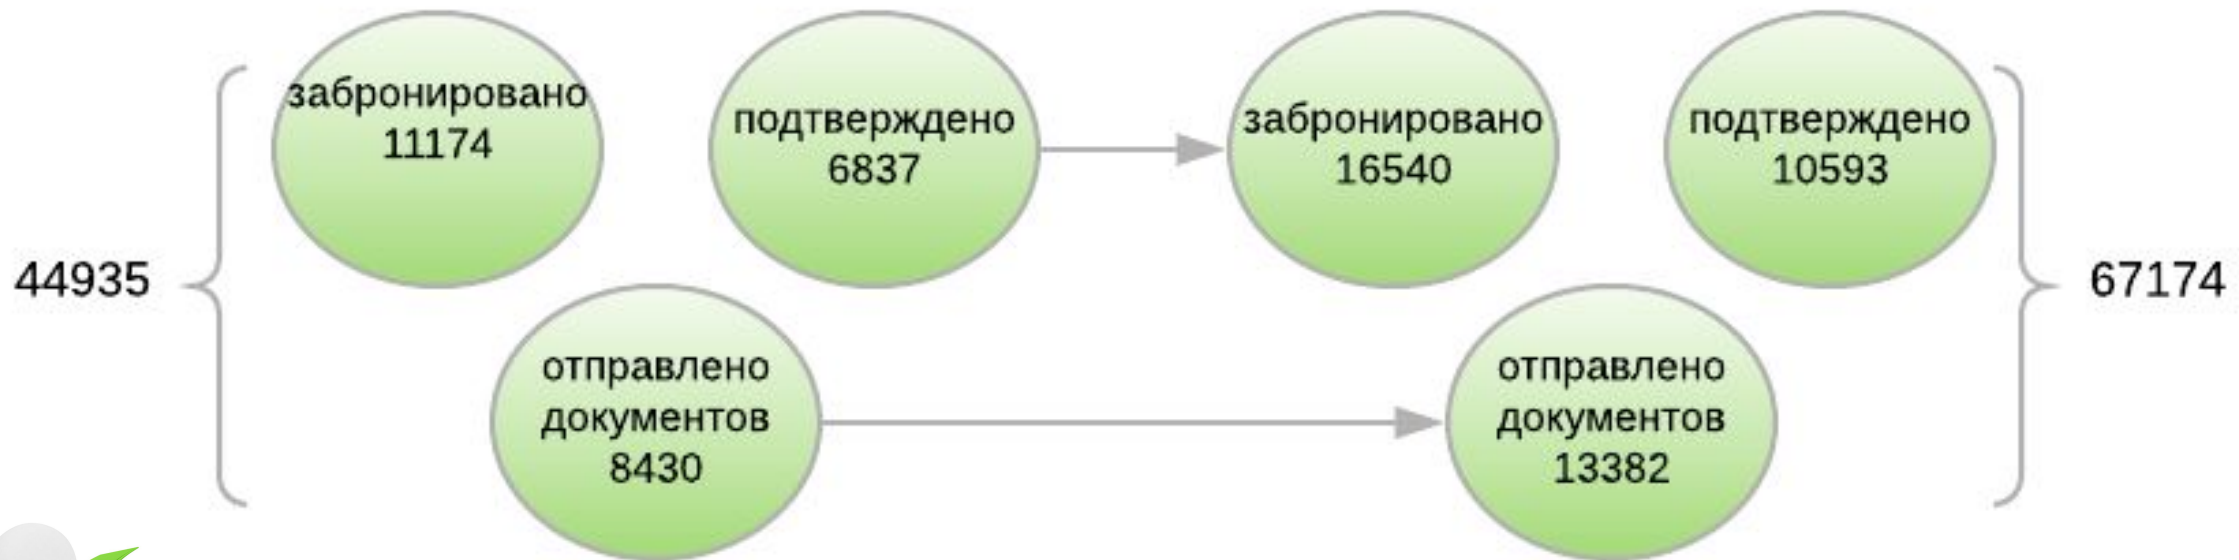 44935
забронировано
11174
подтверждено
6837
отправлено
документов
8430
забронировано
16540
подтверждено
10593
отправлено
документов
13382
67174